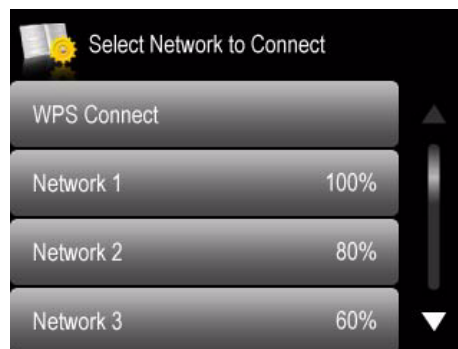 Select Network to Connect
WPS Connect
Network 1 100%
Network 2 80%
Network 3 60%